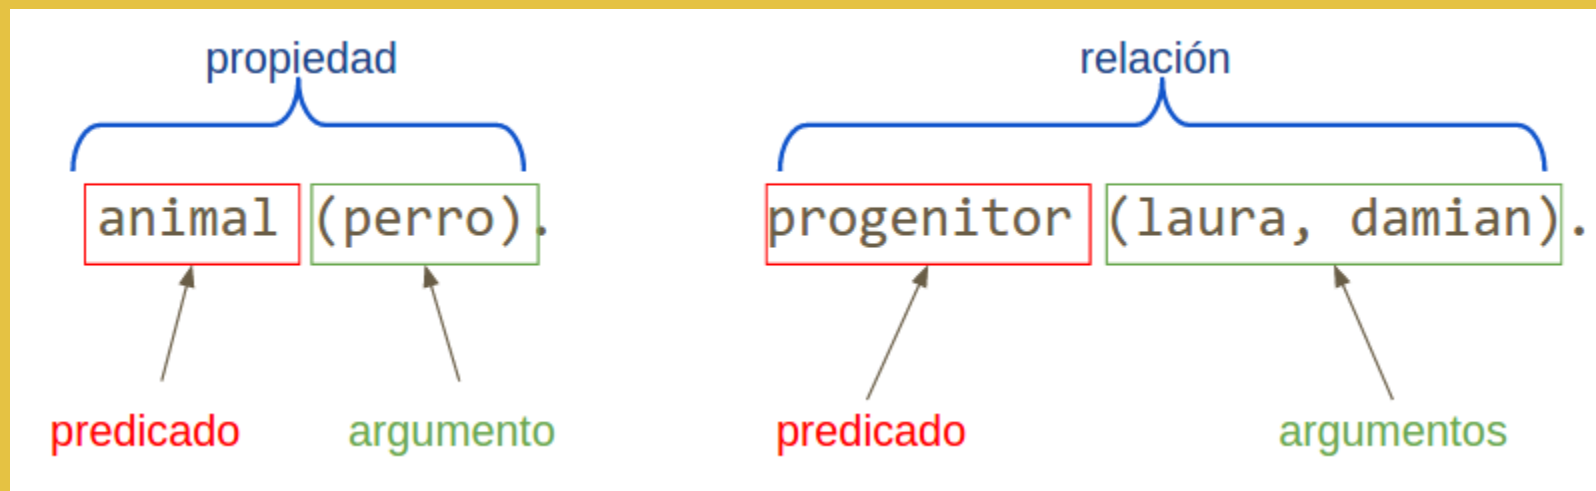 propiedad
relación
animal (perro).
progenitor (laura, damian).
predicado
argumento
predicado
argumentos